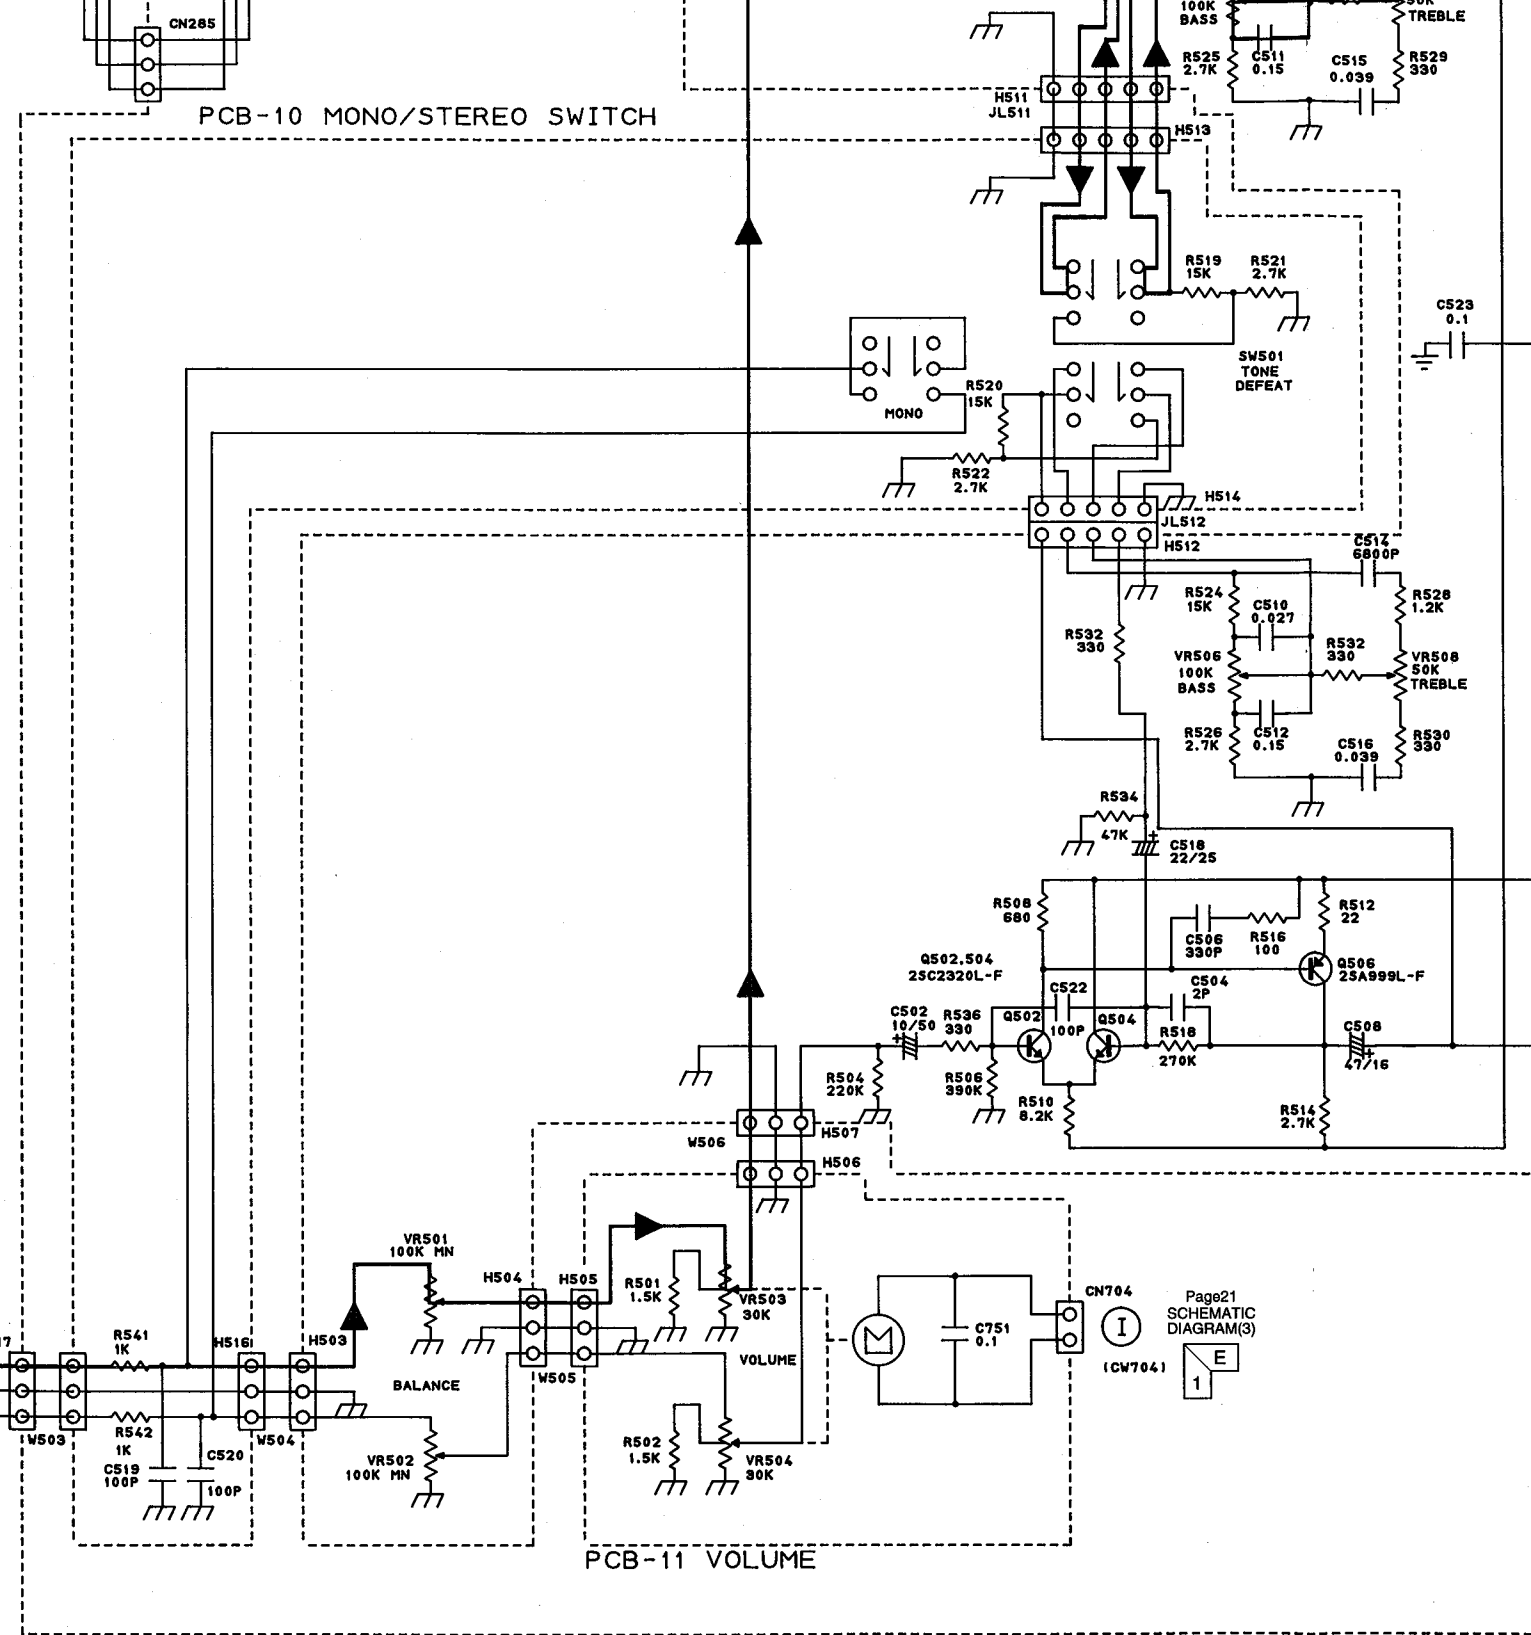 CN285
PCB-10 MONO/STEREO SWITCH
100K
BASS
TREBLE
R525
2.7K
C511
0.15
C515
0.039
R529
330
H511
JL511
H513
R519
15K
R521
2.7K
C523
0.1
SW501
TONE
DEFEAT
MONO
R520
15K
R522
2.7K
H514
JL512
H512
C514
6800P
R524
15K
C510
0.027
R528
1.2K
R532
330
VR506
100K
BASS
R532
330
VR508
50K
TREBLE
R526
2.7K
C512
0.15
C516
0.039
R530
330
R534
47K
C518
22/25
R508
680
C506
330P
R516
100
R512
22
Q502,504
2SC2320L-F
Q506
2SA999L-F
C522
100P
C504
2P
C502
10/50
R536
330
Q502
Q504
R518
270K
C508
47/16
R504
220K
R506
390K
R510
8.2K
R514
2.7K
W506
H507
H506
VR501
100K MN
H504
H505
R501
1.5K
VR503
30K
VOLUME
C751
0.1
CN704
I
(CW704)
Page21
SCHEMATIC
DIAGRAM(3)
E
1
R541
1K
H516
H503
BALANCE
W505
W503
R542
1K
W504
C519
100P
C520
100P
VR502
100K MN
R502
1.5K
VR504
30K
M
PCB-11 VOLUME